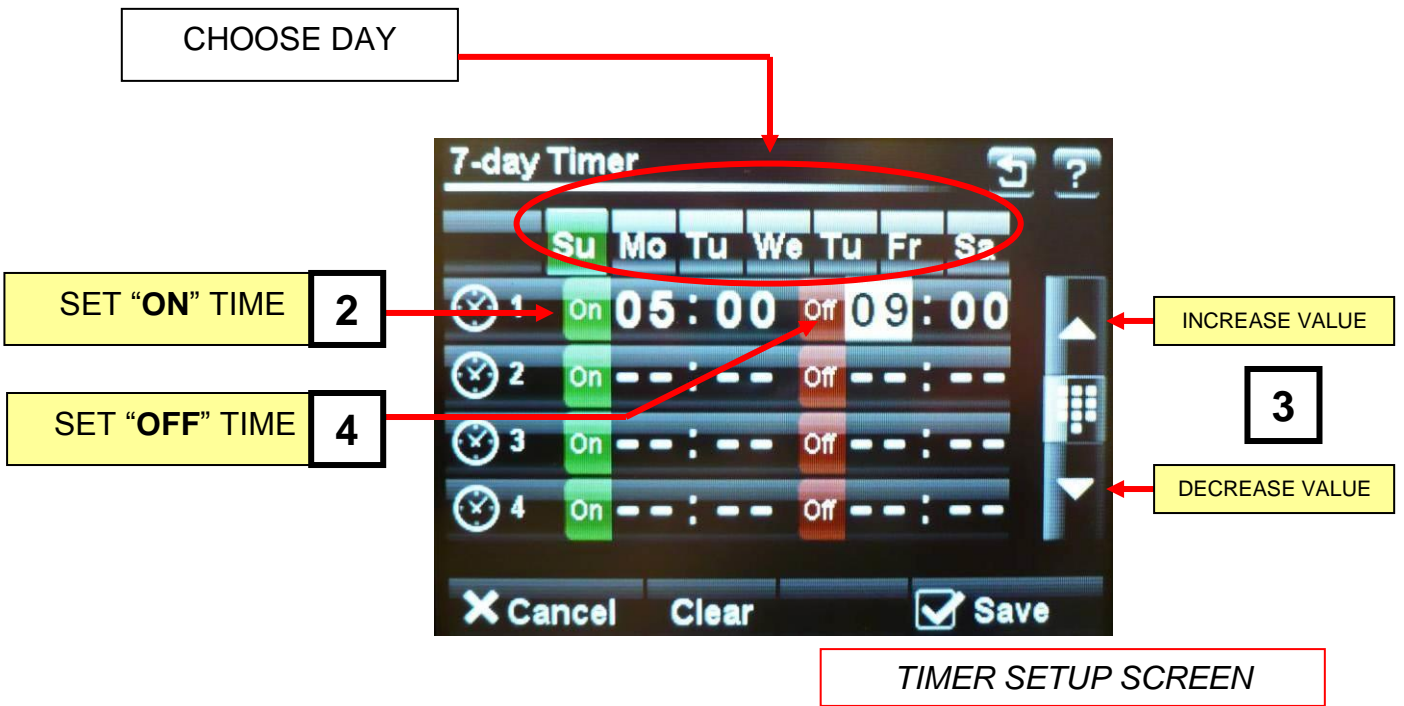 CHOOSE DAY
7-day Timer ?
Su Mo Tu We Tu Fr Sa
SET “ON” TIME 2
1 On 05:00 Off 09:00
INCREASE VALUE
2 On --:-- Off --:--
3
SET “OFF” TIME 4
3 On --:-- Off --:--
DECREASE VALUE
4 On --:-- Off --:--
Cancel Clear Save
TIMER SETUP SCREEN